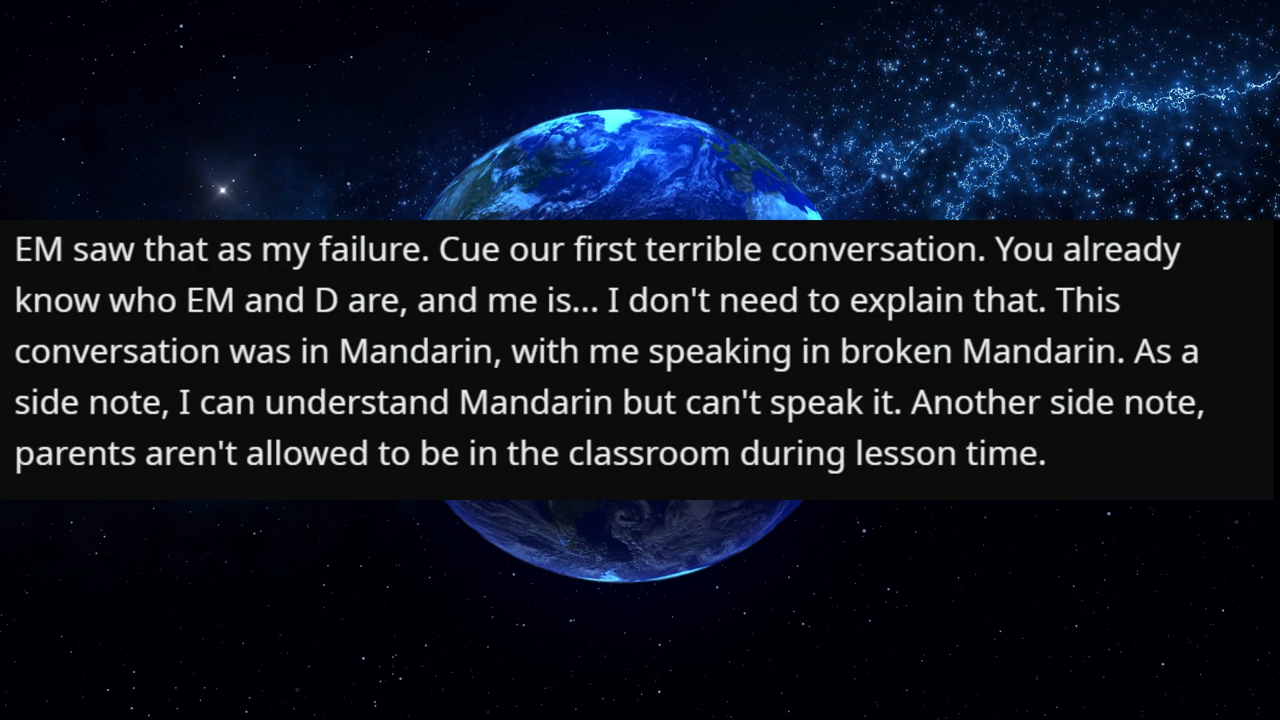 EM saw that as my failure. Cue our first terrible conversation. You already
know who EM and D are, and me is... I don't need to explain that. This
conversation was in Mandarin, with me speaking in broken Mandarin. As a
side note, I can understand Mandarin but can't speak it. Another side note,
parents aren't allowed to be in the classroom during lesson time.